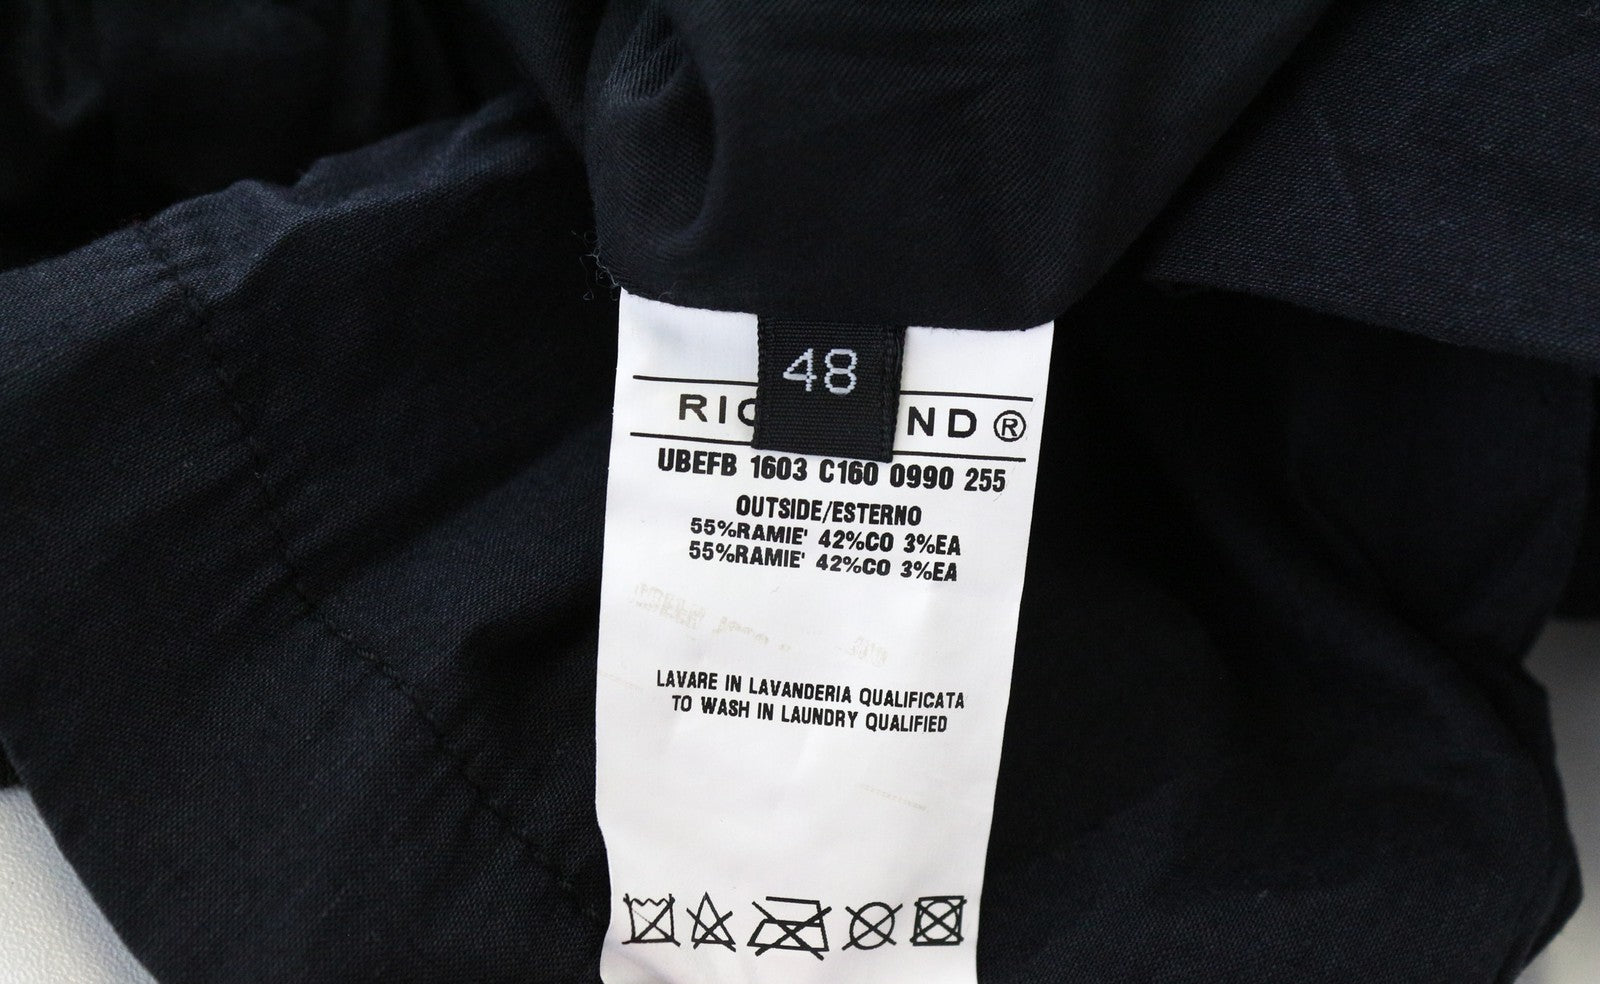 48
RIC ND ®
UBEFB 1603 C160 0990 255
OUTSIDE/ESTERNO
55%RAMIE' 42%CO 3%EA
55%RAMIE' 42%CO 3%EA
LAVARE IN LAVANDERIA QUALIFICATA
TO WASH IN LAUNDRY QUALIFIED